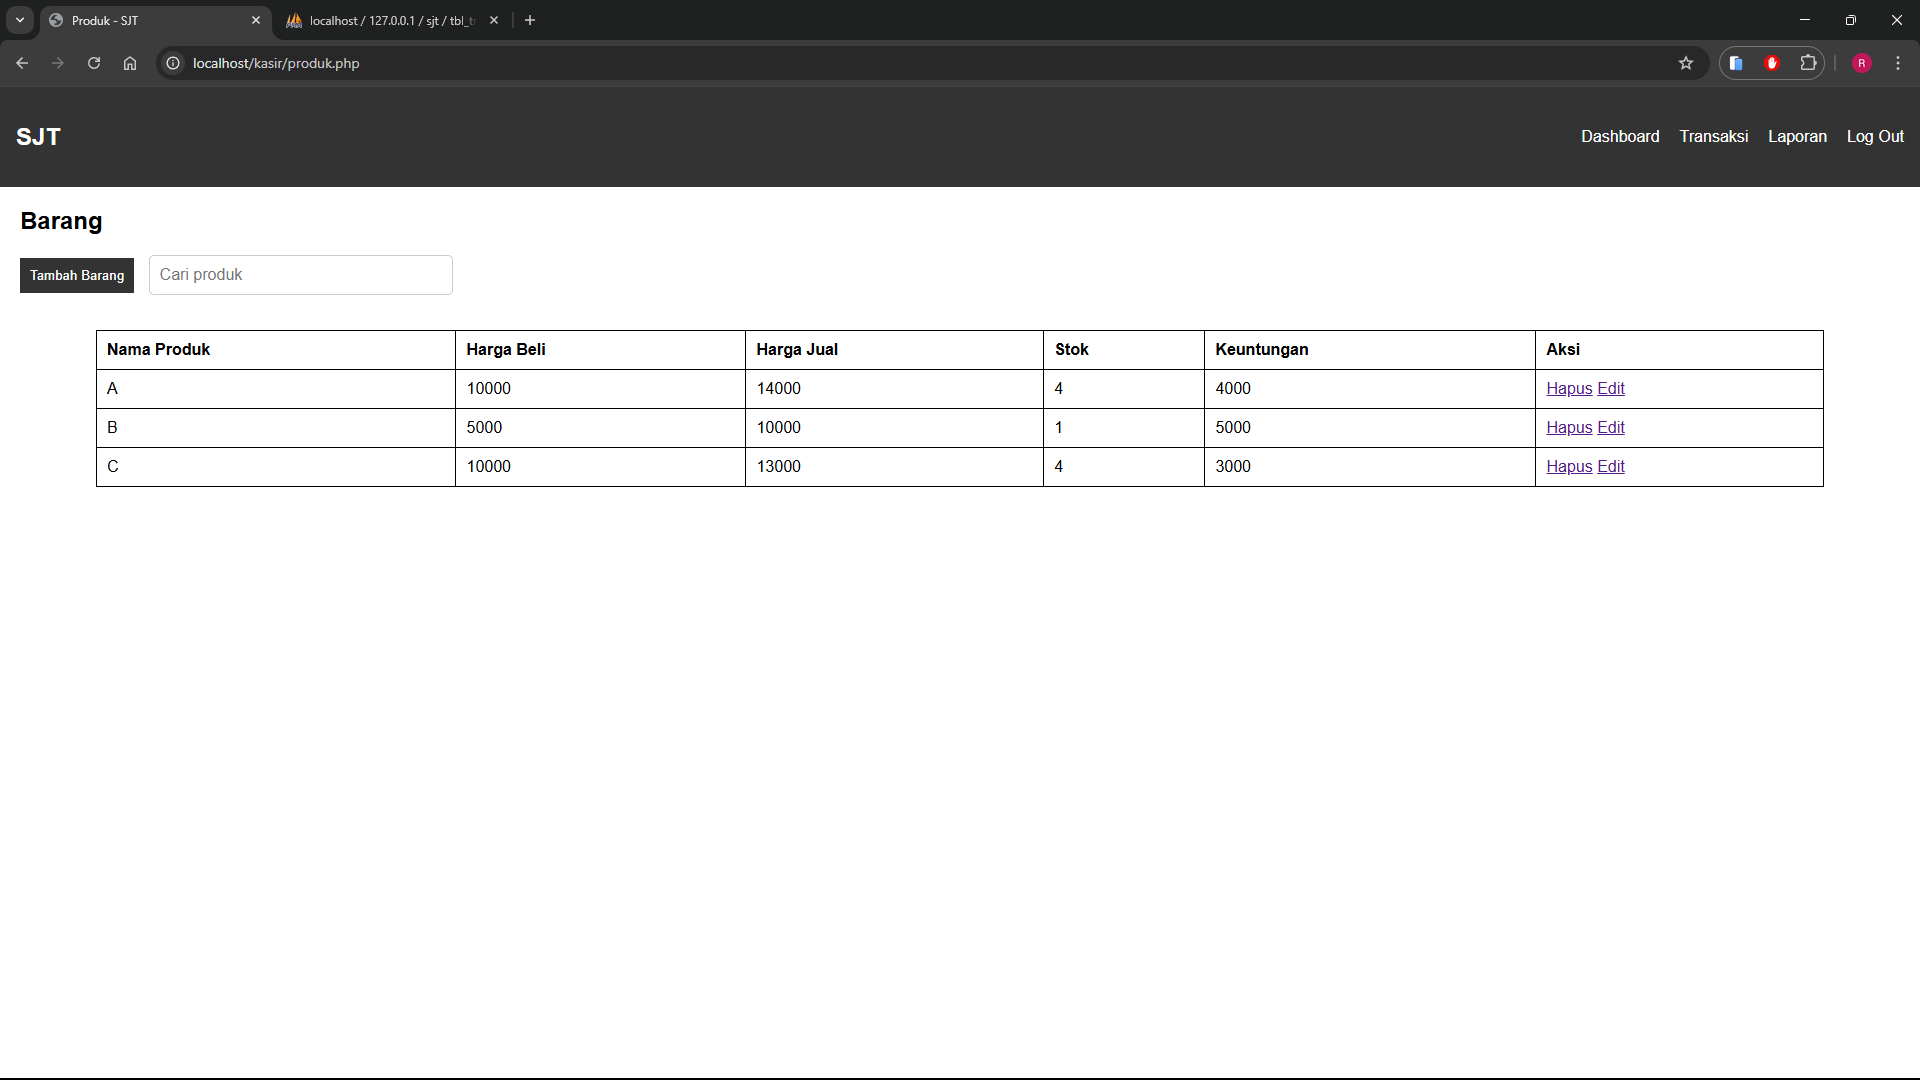 Produk - SJT
localhost / 127.0.0.1 / sjt / tbl_tr
localhost/kasir/produk.php
R
SJT
Dashboard Transaksi Laporan Log Out
Barang
Tambah Barang Cari produk
Nama Produk Harga Beli Harga Jual Stok Keuntungan Aksi
A 10000 14000 4 4000 Hapus Edit
B 5000 10000 1 5000 Hapus Edit
C 10000 13000 4 3000 Hapus Edit